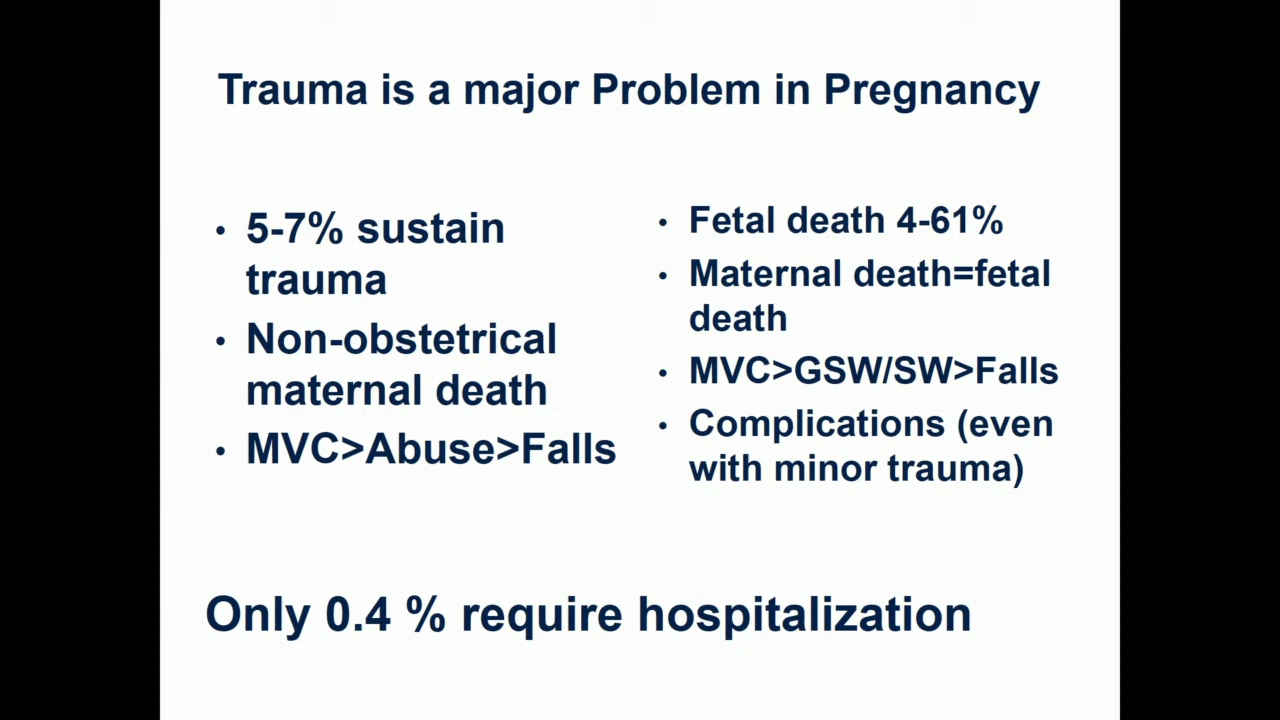 Trauma is a major Problem in Pregnancy
• 5-7% sustain
trauma
• Non-obstetrical
maternal death
• MVC>Abuse>Falls
• Fetal death 4-61%
• Maternal death=fetal
death
• MVC>GSW/SW>Falls
• Complications (even
with minor trauma)
Only 0.4 % require hospitalization